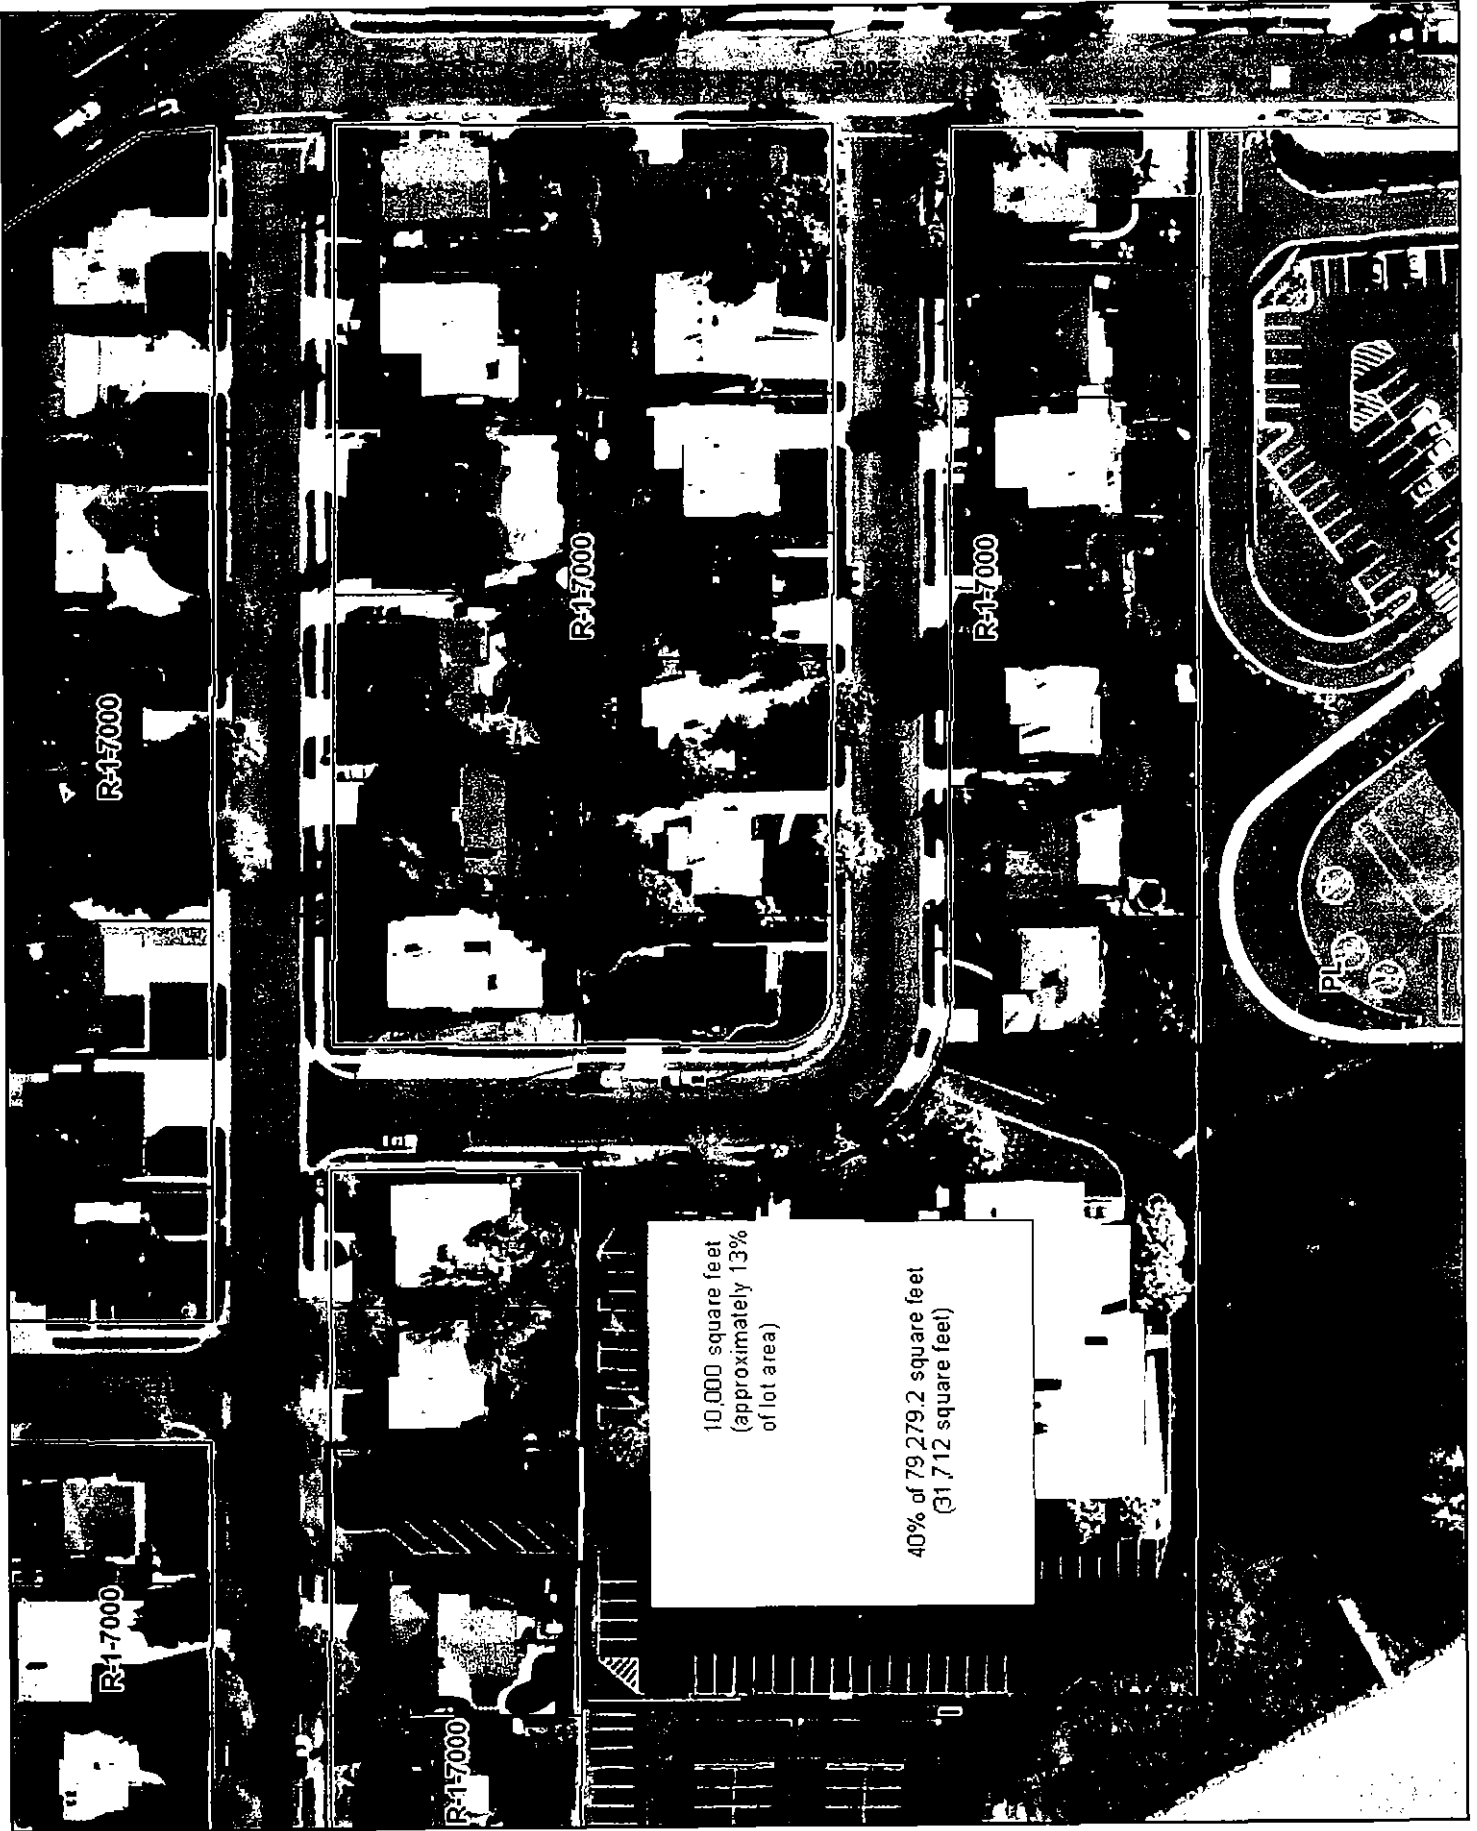 R-1-7000
R-1-7000
R-1-7000
R-1-7000
R-1-7000
PL
10,000 square feet
(approximately 13%
of lot area)
40% of 79,279.2 square feet
(31,712 square feet)